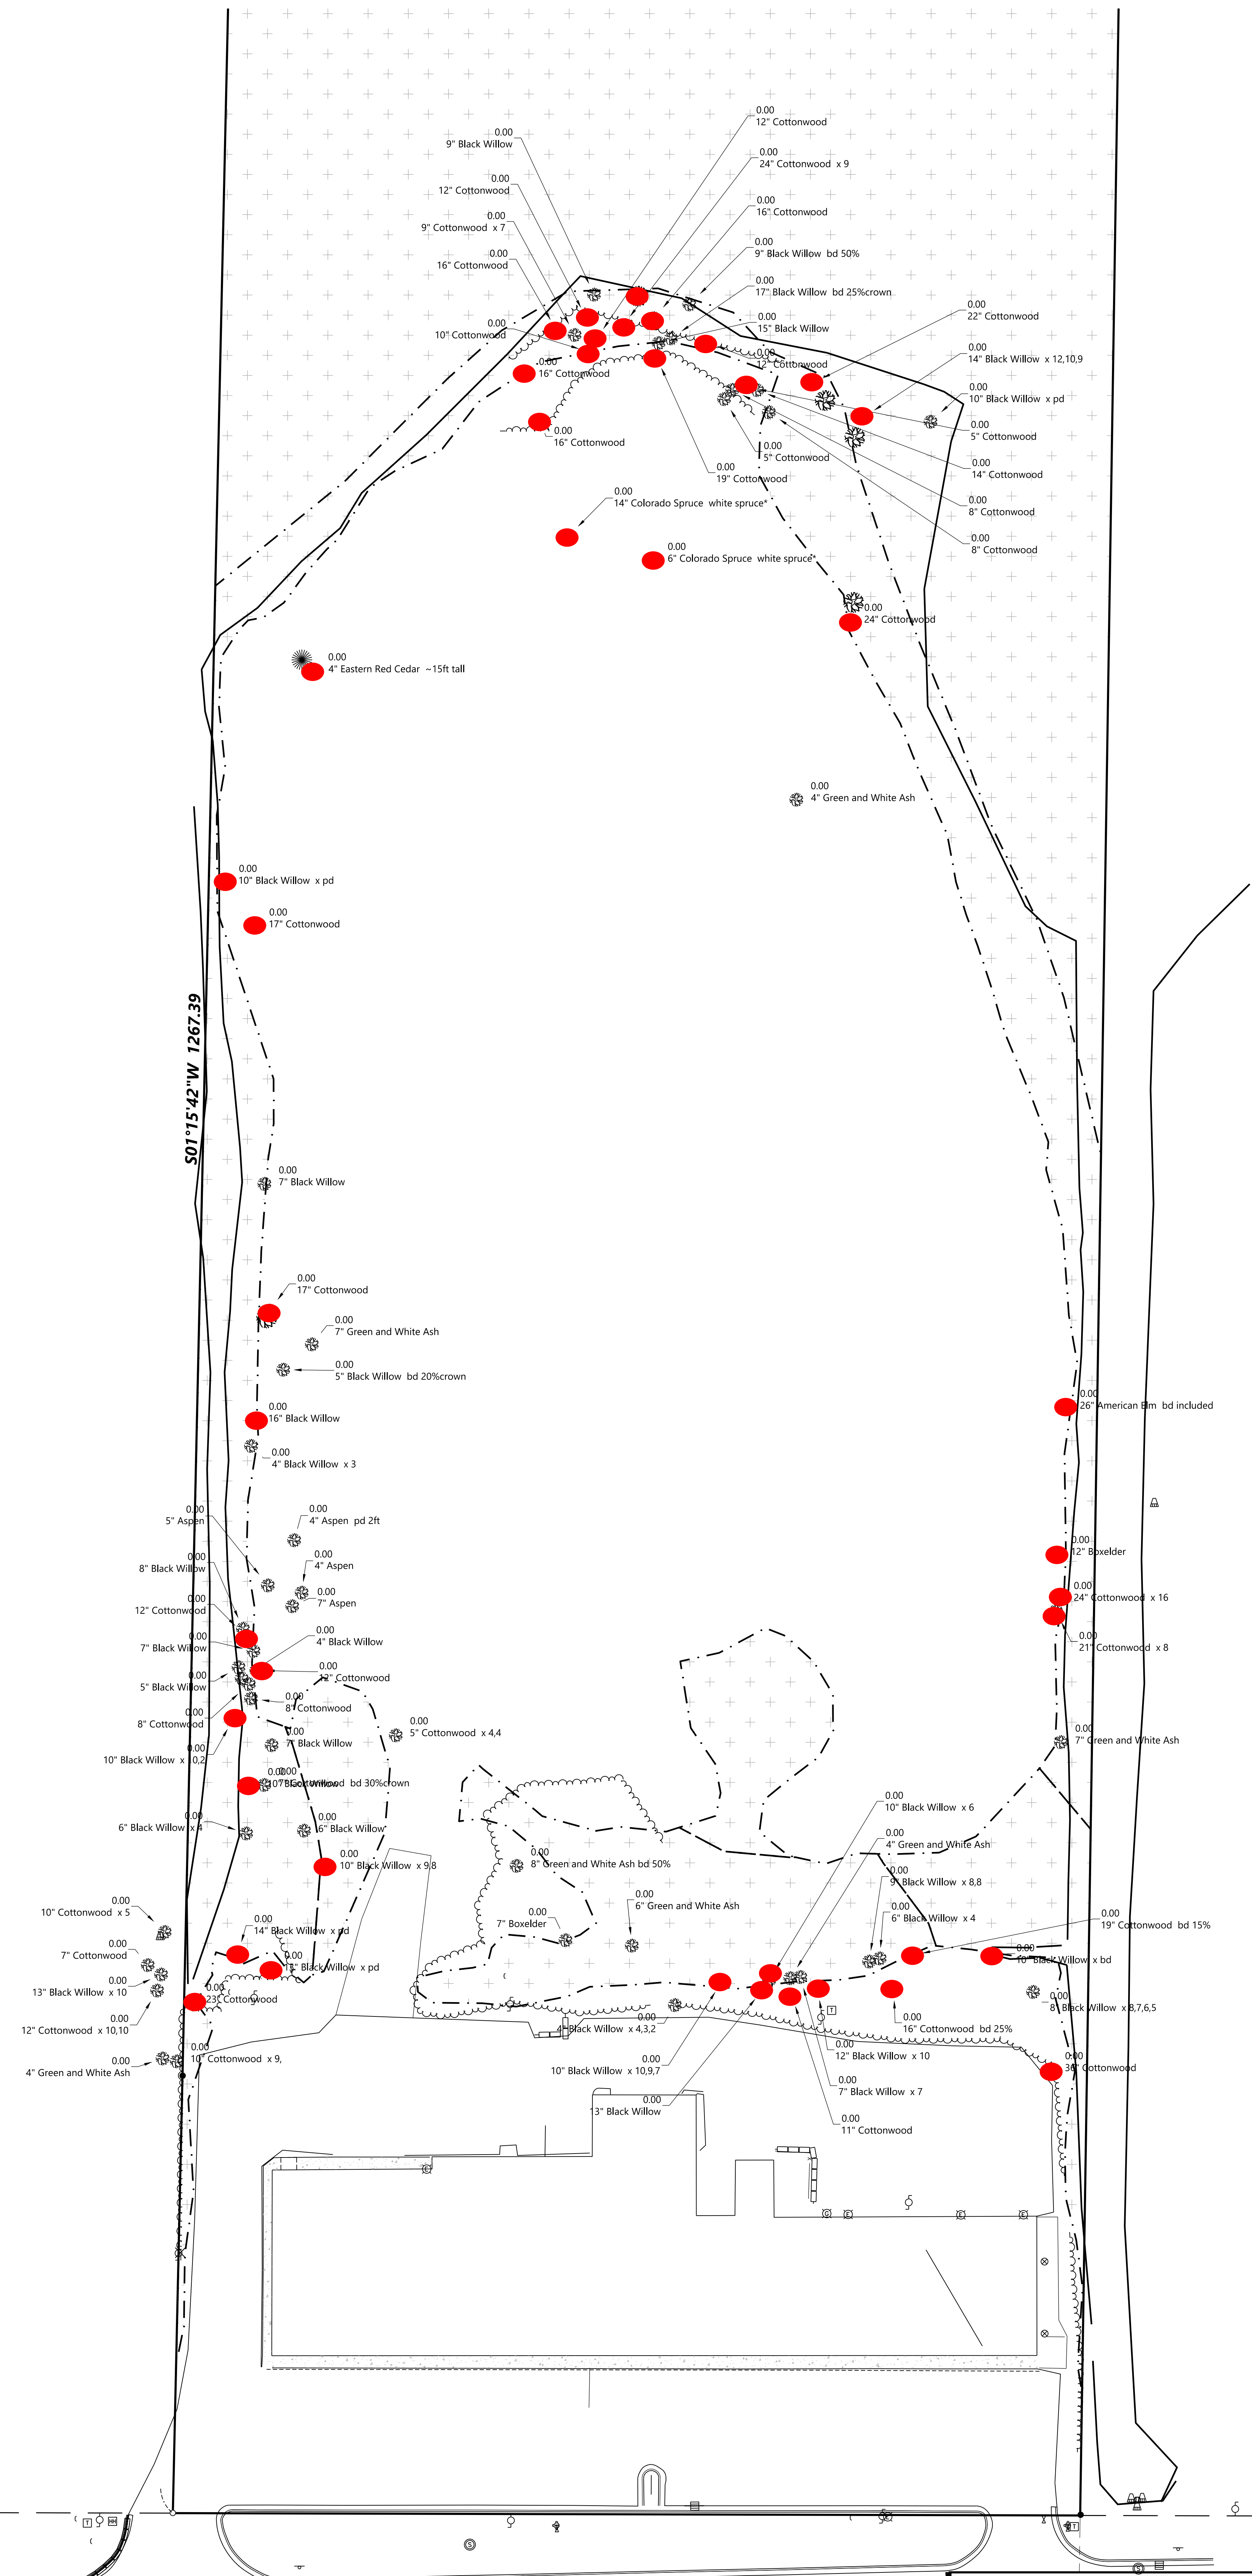 0.00
12" Cottonwood
0.00
9" Black Willow
0.00
24" Cottonwood x 9
0.00
12" Cottonwood
0.00
16" Cottonwood
0.00
9" Cottonwood x 7
0.00
9" Black Willow bd 50%
0.00
16" Cottonwood
0.00
17" Black Willow bd 25%crown
0.00
22" Cottonwood
0.00
15" Black Willow
0.00
10" Cottonwood
0.00
14" Black Willow x 12,10,9
0.00
12" Cottonwood
0.00
16" Cottonwood
0.00
10" Black Willow x pd
0.00
5" Cottonwood
0.00
16" Cottonwood
0.00
5" Cottonwood
0.00
14" Cottonwood
0.00
19" Cottonwood
0.00
14" Colorado Spruce white spruce*
0.00
8" Cottonwood
0.00
8" Cottonwood
0.00
6" Colorado Spruce white spruce*
0.00
24" Cottonwood
0.00
4" Eastern Red Cedar ~15ft tall
0.00
4" Green and White Ash
0.00
10" Black Willow x pd
0.00
17" Cottonwood
S01°15'42"W 1267.39
0.00
7" Black Willow
0.00
17" Cottonwood
0.00
7" Green and White Ash
0.00
5" Black Willow bd 20%crown
0.00
26" American Elm bd included
0.00
16" Black Willow
0.00
4" Black Willow x 3
0.00
5" Aspen
0.00
4" Aspen pd 2ft
0.00
12" Boxelder
0.00
8" Black Willow
0.00
4" Aspen
0.00
7" Aspen
0.00
24" Cottonwood x 16
0.00
12" Cottonwood
0.00
7" Black Willow
0.00
4" Black Willow
0.00
21" Cottonwood x 8
0.00
12" Cottonwood
0.00
5" Black Willow
0.00
8" Cottonwood
0.00
8" Cottonwood
0.00
5" Cottonwood x 4,4
0.00
7" Black Willow
0.00
7" Green and White Ash
0.00
10" Black Willow x 10,2
0.00
10" Black Willow
0.00
7" Cottonwood bd 30%crown
0.00
10" Black Willow x 6
0.00
6" Black Willow x 4
0.00
6" Black Willow
0.00
4" Green and White Ash
0.00
10" Black Willow x 9,8
0.00
8" Green and White Ash bd 50%
0.00
9" Black Willow x 8,8
0.00
10" Cottonwood x 5
0.00
6" Green and White Ash
0.00
6" Black Willow x 4
0.00
7" Boxelder
0.00
19" Cottonwood bd 15%
0.00
14" Black Willow x pd
0.00
7" Cottonwood
0.00
Black Willow x pd
0.00
10" Black Willow x bd
0.00
13" Black Willow x 10
0.00
23" Cottonwood
0.00
8" Black Willow x 8,7,6,5
0.00
12" Cottonwood x 10,10
0.00
4" Black Willow x 4,3,2
0.00
16" Cottonwood bd 25%
T
0.00
12" Black Willow x 10
0.00
10" Cottonwood x 9,
0.00
4" Green and White Ash
0.00
10" Black Willow x 10,9,7
0.00
36" Cottonwood
0.00
7" Black Willow x 7
0.00
13" Black Willow
0.00
11" Cottonwood
G
E
E
E
T
HH
S
T
S